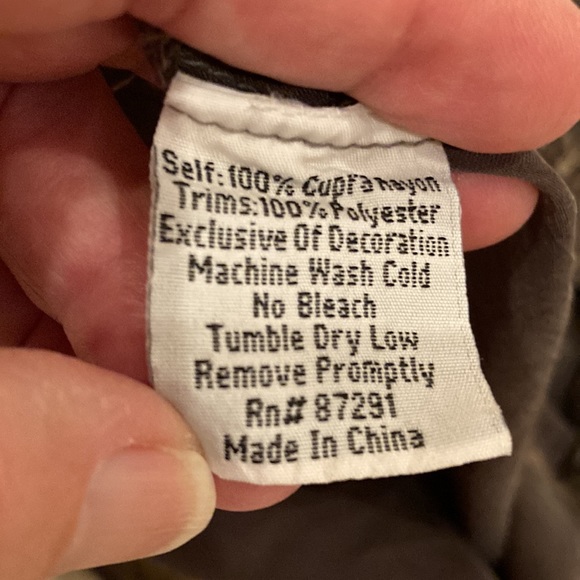 Self:100% Cupra Rayon
Trims:100% Polyester
Exclusive Of Decoration
Machine Wash Cold
No Bleach
Tumble Dry Low
Remove Promptly
Rn# 87291
Made In China